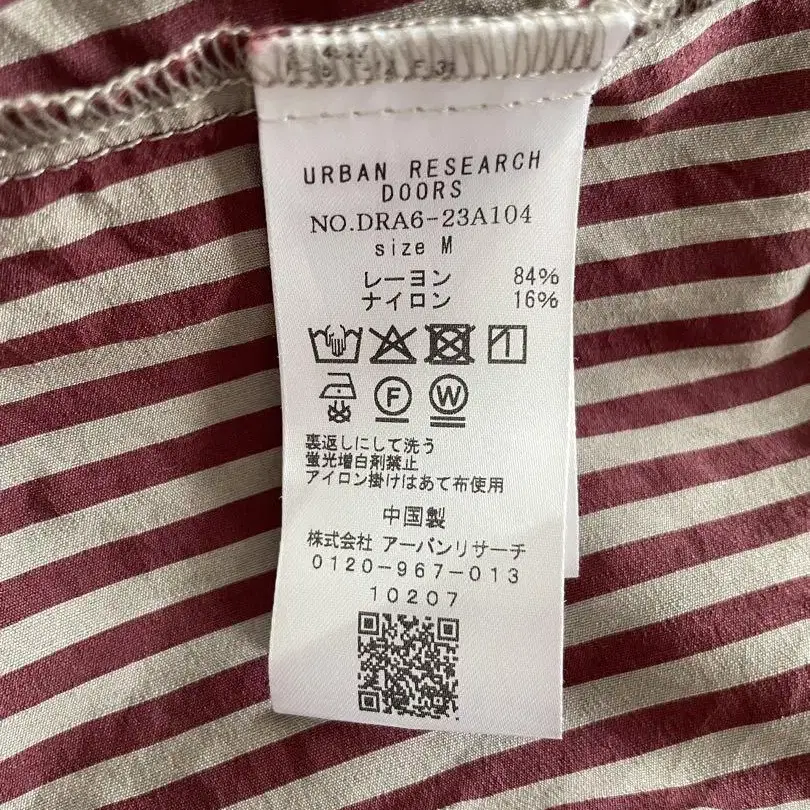 URBAN RESEARCH
DOORS
NO.DRA6-23A104
size M
レーヨン 84%
ナイロン 16%
F W
裏返しにして洗う
蛍光増白剤禁止
アイロン掛けはあて布使用
中国製
株式会社 アーバンリサーチ
0120-967-013
10207